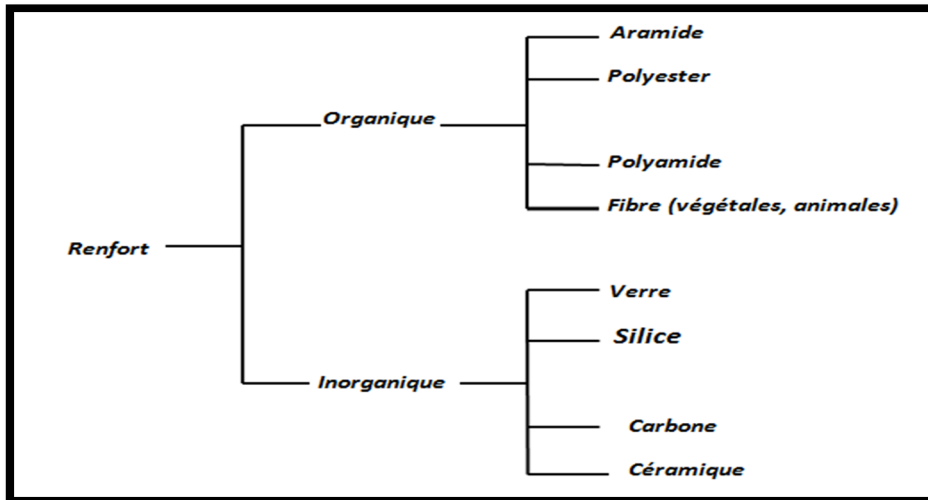 Aramide
Polyester
Organique
Polyamide
Fibre (végétales, animales)
Renfort
Verre
Silice
Inorganique
Carbone
Céramique